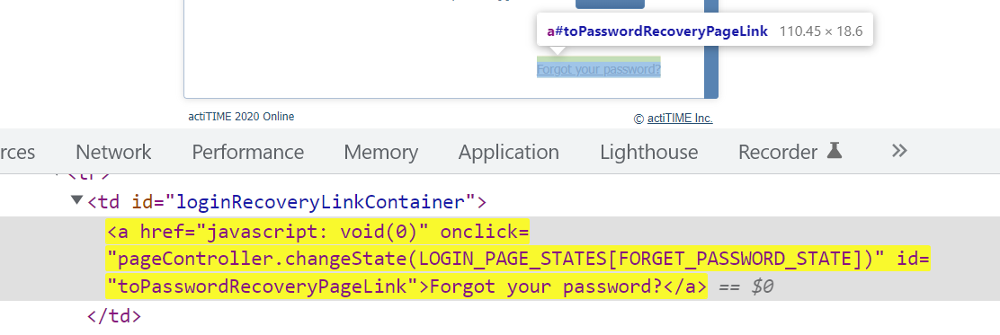 a#toPasswordRecoveryPageLink 110.45 × 18.6
Forgot your password?
actiTIME 2020 Online
© actiTIME Inc.
rces Network Performance Memory Application Lighthouse Recorder »
<td id="loginRecoveryLinkContainer">
<a href="javascript: void(0)" onclick=
"pageController.changeState(LOGIN_PAGE_STATES[FORGET_PASSWORD_STATE])" id=
"toPasswordRecoveryPageLink">Forgot your password?</a> == $0
</td>